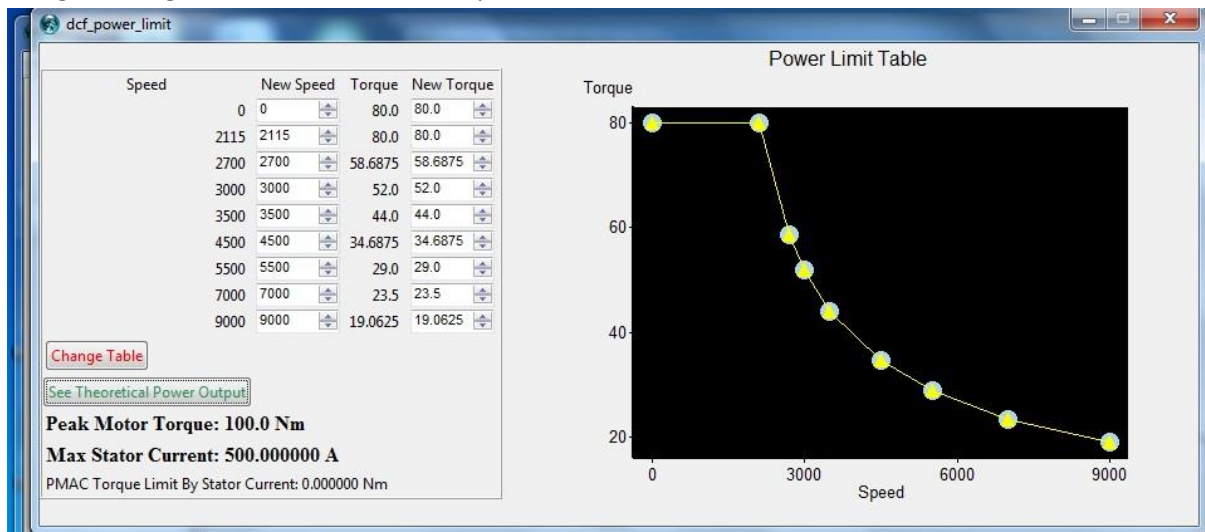 dcf_power_limit
Speed New Speed Torque New Torque
0 0 80.0 80.0
2115 2115 80.0 80.0
2700 2700 58.6875 58.6875
3000 3000 52.0 52.0
3500 3500 44.0 44.0
4500 4500 34.6875 34.6875
5500 5500 29.0 29.0
7000 7000 23.5 23.5
9000 9000 19.0625 19.0625
Change Table
See Theoretical Power Output
Peak Motor Torque: 100.0 Nm
Max Stator Current: 500.000000 A
PMAC Torque Limit By Stator Current: 0.000000 Nm
Power Limit Table
Torque
80
60
40
20
0 3000 6000 9000
Speed